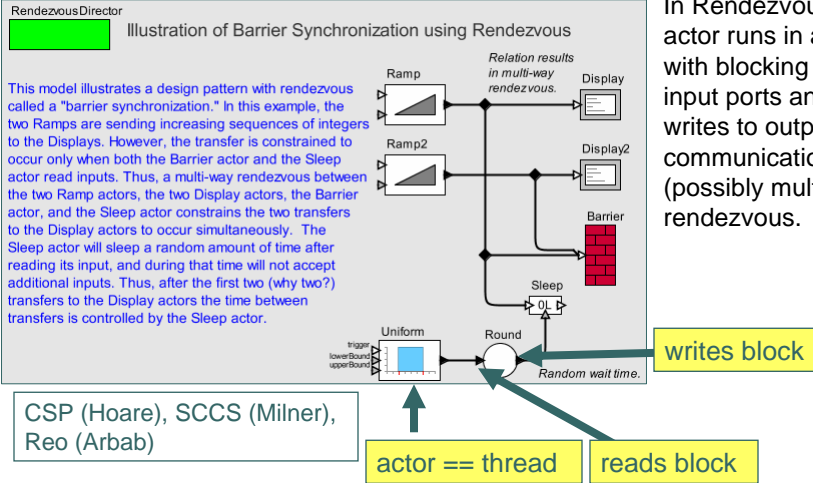 RendezvousDirector
Illustration of Barrier Synchronization using Rendezvous
This model illustrates a design pattern with rendezvous
called a "barrier synchronization." In this example, the
two Ramps are sending increasing sequences of integers
to the Displays. However, the transfer is constrained to
occur only when both the Barrier actor and the Sleep
actor read inputs. Thus, a multi-way rendezvous between
the two Ramp actors, the two Display actors, the Barrier
actor, and the Sleep actor constrains the two transfers
to the Display actors to occur simultaneously. The
Sleep actor will sleep a random amount of time after
reading its input, and during that time will not accept
additional inputs. Thus, after the first two (why two?)
transfers to the Display actors the time between
transfers is controlled by the Sleep actor.
Ramp
Relation results
in multi-way
rendezvous.
Display
Ramp2
Display2
Barrier
Sleep
0L
Uniform
trigger
lowerBound
upperBound
Round
Random wait time.
In Rendezvou
actor runs in a
with blocking
input ports an
writes to outp
communicatio
(possibly mult
rendezvous.
writes block
CSP (Hoare), SCCS (Milner),
Reo (Arbab)
actor == thread
reads block